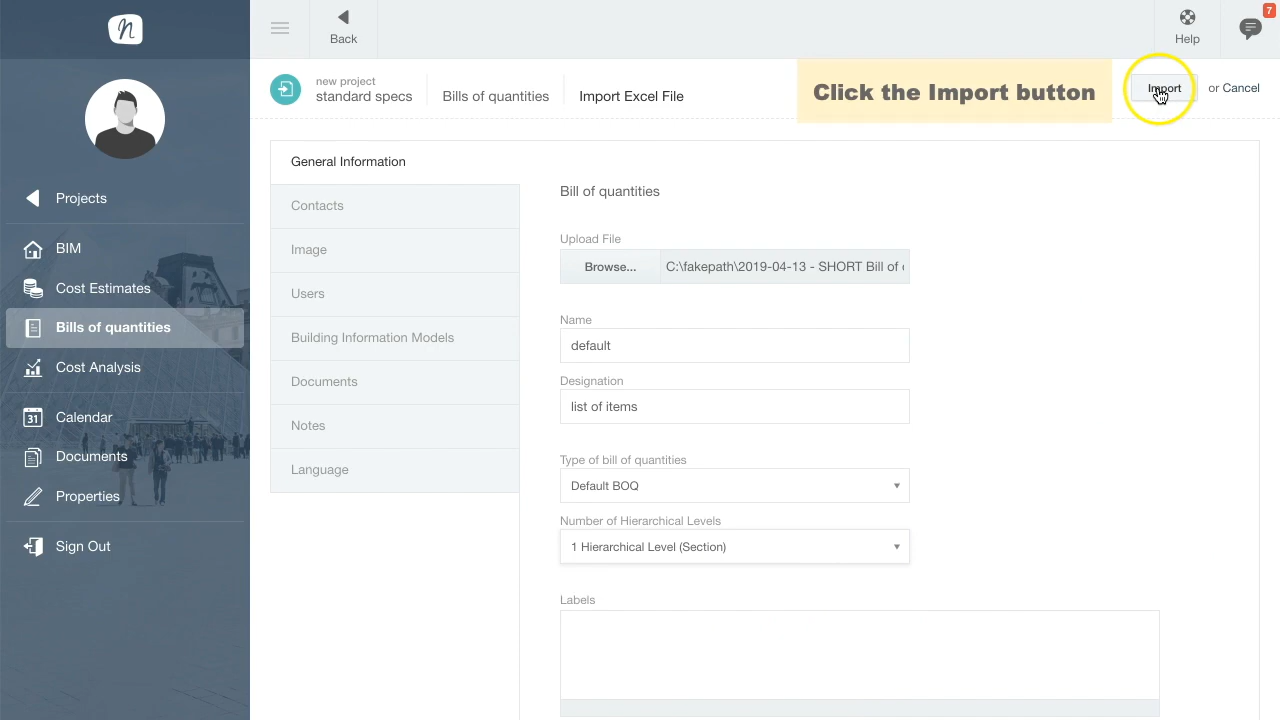 n
Back
Help
7
new project
standard specs
Bills of quantities
Import Excel File
Click the Import button
Import
or Cancel
Projects
BIM
Cost Estimates
Bills of quantities
Cost Analysis
31
Calendar
Documents
Properties
Sign Out
General Information
Contacts
Image
Users
Building Information Models
Documents
Notes
Language
Bill of quantities
Upload File
Browse...
C:\fakepath\2019-04-13 - SHORT Bill of
Name
default
Designation
list of items
Type of bill of quantities
Default BOQ
Number of Hierarchical Levels
1 Hierarchical Level (Section)
Labels